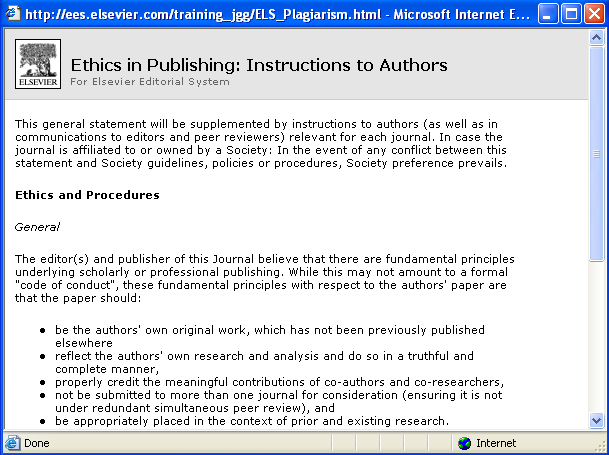 http://ees.elsevier.com/training_jgg/ELS_Plagiarism.html - Microsoft Internet E...
ELSEVIER
Ethics in Publishing: Instructions to Authors
For Elsevier Editorial System
This general statement will be supplemented by instructions to authors (as well as in
communications to editors and peer reviewers) relevant for each journal. In case the
journal is affiliated to or owned by a Society: In the event of any conflict between this
statement and Society guidelines, policies or procedures, Society preference prevails.
Ethics and Procedures
General
The editor(s) and publisher of this Journal believe that there are fundamental principles
underlying scholarly or professional publishing. While this may not amount to a formal
"code of conduct", these fundamental principles with respect to the authors' paper are
that the paper should:
• be the authors' own original work, which has not been previously published
elsewhere
• reflect the authors' own research and analysis and do so in a truthful and
complete manner,
• properly credit the meaningful contributions of co-authors and co-researchers,
• not be submitted to more than one journal for consideration (ensuring it is not
under redundant simultaneous peer review), and
• be appropriately placed in the context of prior and existing research.
Done
Internet